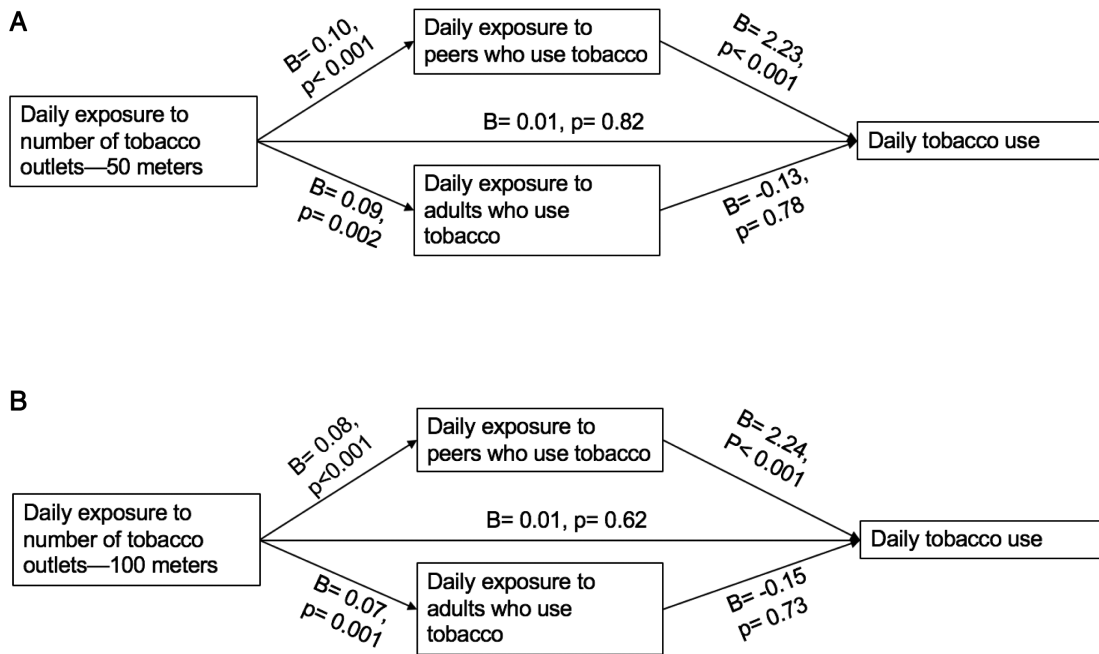 A
B= 0.10,
p< 0.001
Daily exposure to
peers who use tobacco
B= 2.23,
p< 0.001
Daily exposure to
number of tobacco
outlets—50 meters
B= 0.01, p= 0.82
Daily tobacco use
B= 0.09,
p= 0.002
Daily exposure to
adults who use
tobacco
B= -0.13,
p= 0.78
B
B= 0.08,
p<0.001
Daily exposure to
peers who use tobacco
B= 2.24,
P< 0.001
Daily exposure to
number of tobacco
outlets—100 meters
B= 0.01, p= 0.62
Daily tobacco use
B= 0.07,
p= 0.001
Daily exposure to
adults who use
tobacco
B= -0.15
p= 0.73